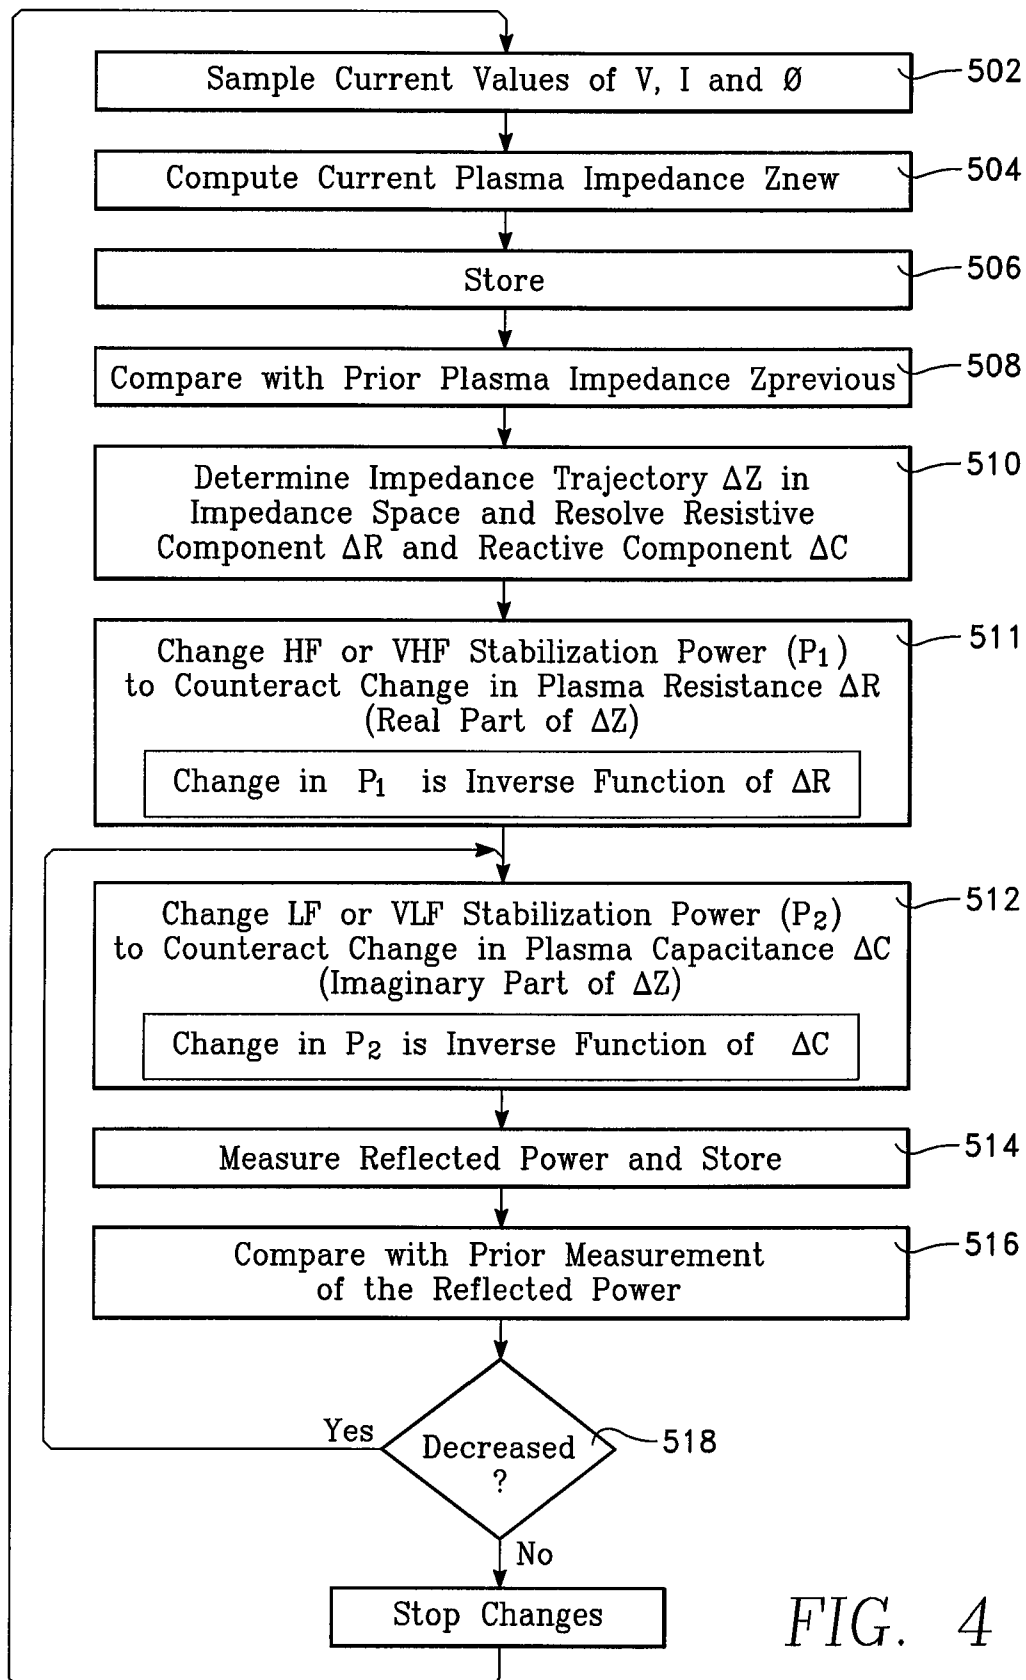 Sample Current Values of V, I and Ø
502
Compute Current Plasma Impedance Znew
504
Store
506
Compare with Prior Plasma Impedance Zprevious
508
Determine Impedance Trajectory ΔZ in
Impedance Space and Resolve Resistive
Component ΔR and Reactive Component ΔC
510
Change HF or VHF Stabilization Power (P₁)
to Counteract Change in Plasma Resistance ΔR
(Real Part of ΔZ)
Change in P₁ is Inverse Function of ΔR
511
Change LF or VLF Stabilization Power (P₂)
to Counteract Change in Plasma Capacitance ΔC
(Imaginary Part of ΔZ)
Change in P₂ is Inverse Function of ΔC
512
Measure Reflected Power and Store
514
Compare with Prior Measurement
of the Reflected Power
516
Yes
Decreased
?
518
No
Stop Changes
FIG. 4